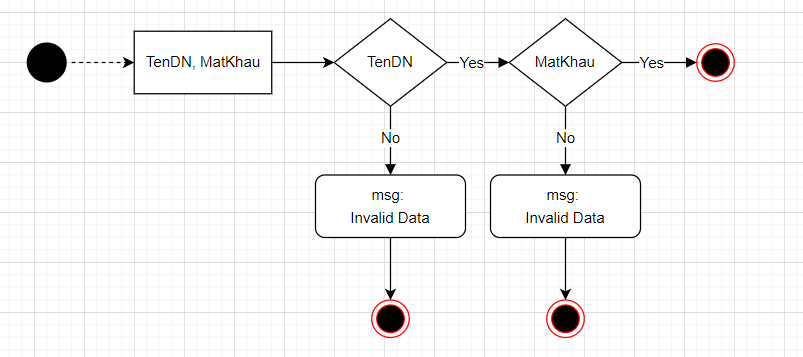 TenDN, MatKhau
TenDN
Yes
MatKhau
Yes
No
No
msg:
Invalid Data
msg:
Invalid Data